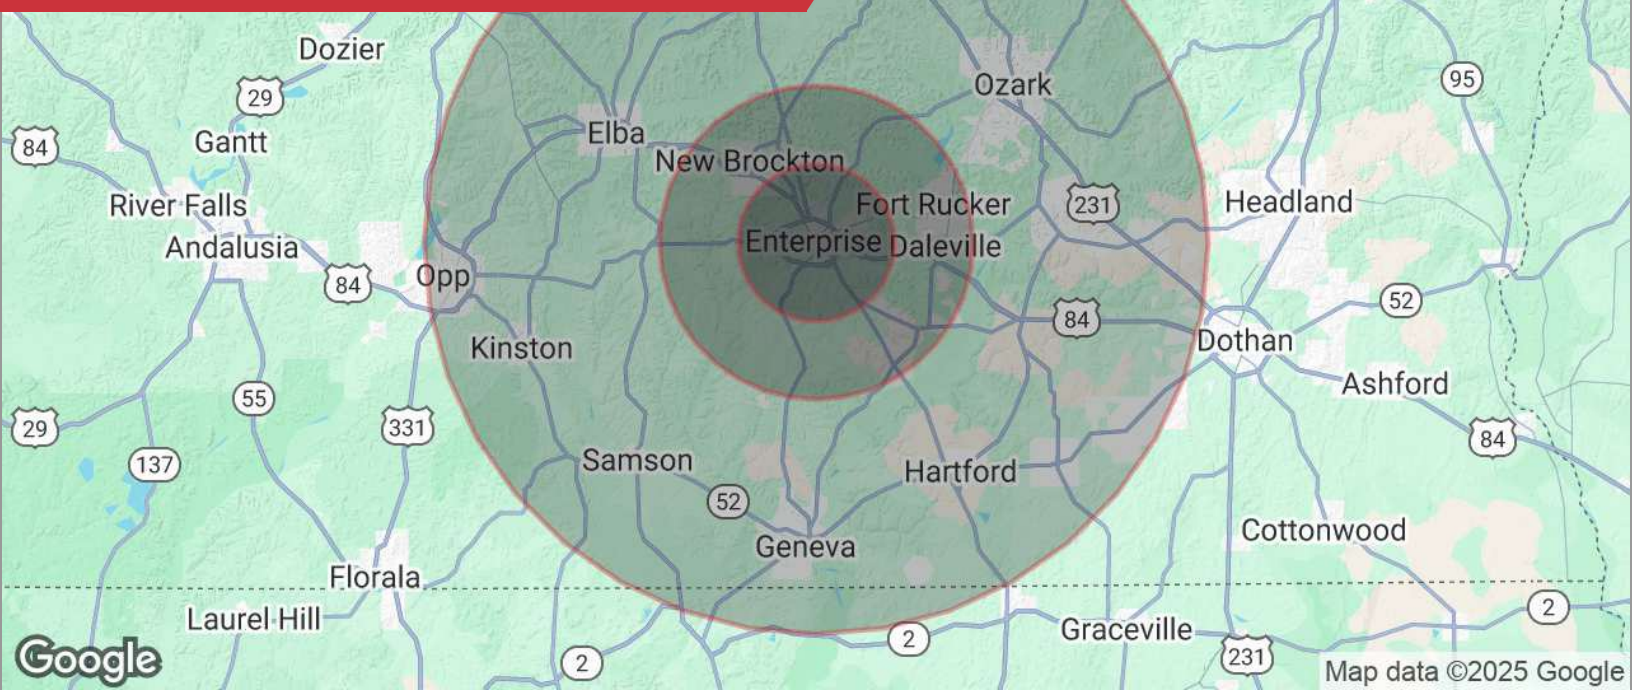 Dozier
Ozark
95
29
Elba
84
Gantt
New Brockton
River Falls
Fort Rucker
231
Headland
Andalusia
Enterprise
Daleville
Opp
84
52
84
Kinston
Dothan
Ashford
55
29
331
84
137
Samson
Hartford
52
Cottonwood
Geneva
Florala
2
Laurel Hill
Graceville
2
2
231
Google
Map data ©2025 Google